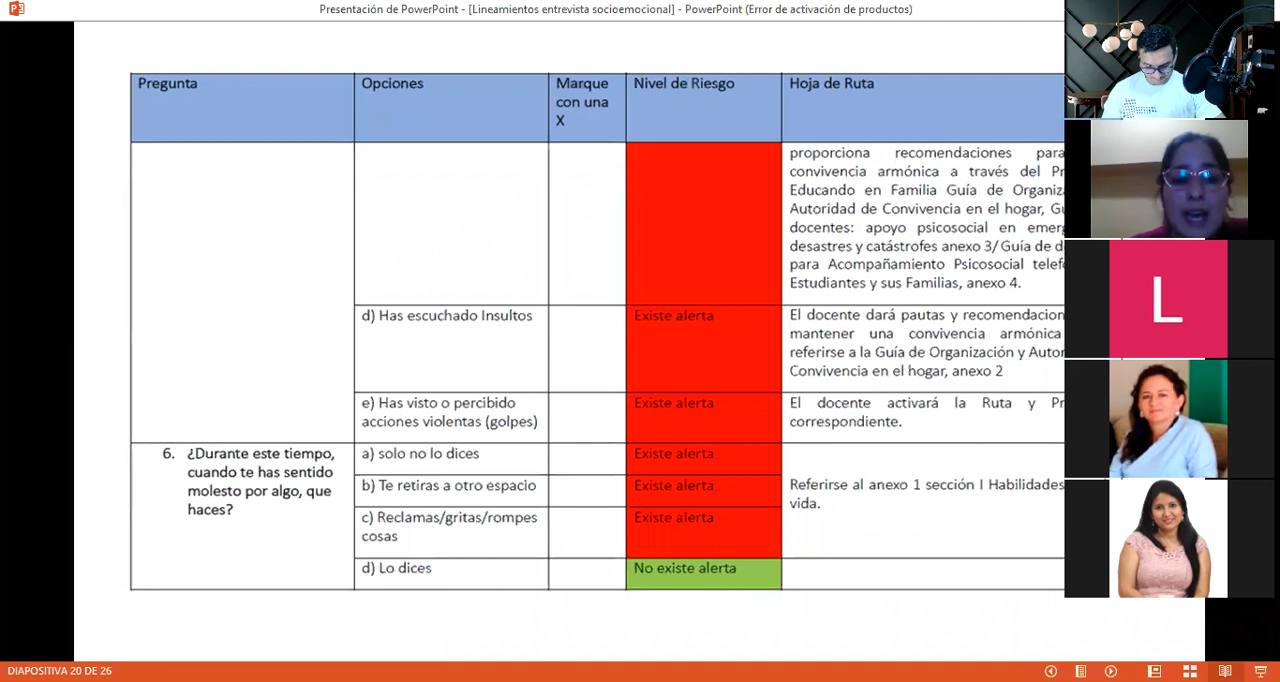 Presentación de PowerPoint - [Lineamientos entrevista socioemocional] - PowerPoint (Error de activación de productos)
Pregunta
Opciones
Marque
con una
X
Nivel de Riesgo
Hoja de Ruta
proporciona recomendaciones para
convivencia armónica a través del
Educando en Familia Guía de
Autoridad de Convivencia en el hogar,
docentes: apoyo psicosocial en
desastres y catástrofes anexo 3/ Guía de
para Acompañamiento Psicosocial
Estudiantes y sus Familias, anexo 4.
d) Has escuchado Insultos
Existe alerta
El docente dará pautas y
mantener una convivencia armónica
referirse a la Guía de Organización y
Convivencia en el hogar, anexo 2
e) Has visto o percibido
acciones violentas (golpes)
Existe alerta
El docente activará la Ruta y
correspondiente.
6. ¿Durante este tiempo,
cuando te has sentido
molesto por algo, que
haces?
a) solo no lo dices
Existe alerta
b) Te retiras a otro espacio
Existe alerta
c) Reclamas/gritas/rompes
cosas
Existe alerta
Referirse al anexo 1 sección I Habilidades
vida.
d) Lo dices
No existe alerta
L
DIAPOSITIVA 20 DE 26